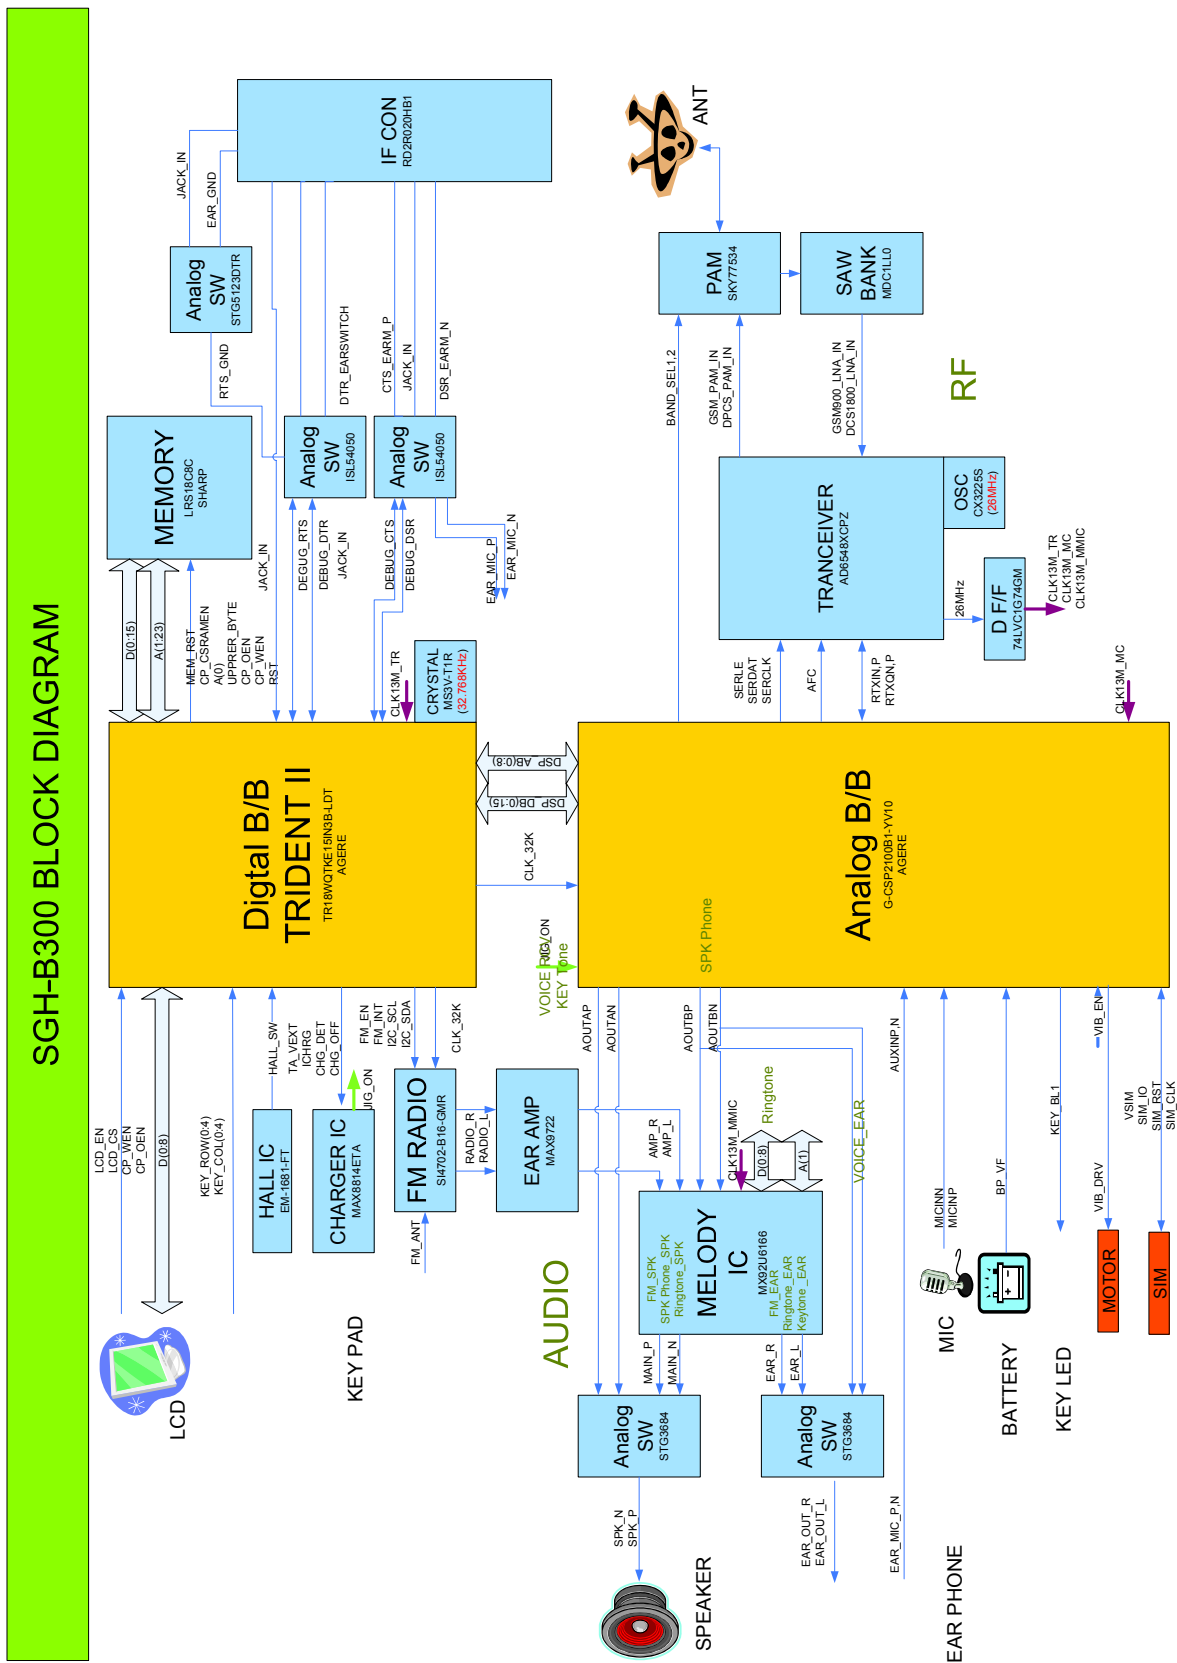 SGH-B300 BLOCK DIAGRAM
LCD
LCD_EN
LCD_CS
CP_WEN
CP_OEN
D(0:8)
KEY PAD
KEY_ROW(0:4)
KEY_COL(0:4)
HALL IC
EM-1681-FT
HALL_SW
CHARGER IC
MAX8814ETA
TA_VEXT
ICHRG
CHG_DET
CHG_OFF
JIG_ON
FM RADIO
SI4702-B16-GMR
FM_ANT
FM_EN
FM_INT
I2C_SCL
I2C_SDA
CLK_32K
RADIO_R
RADIO_L
EAR AMP
MAX9722
AMP_R
AMP_L
Digtal B/B
TRIDENT II
TR18WQTKE15IN3B-LDT
AGERE
D(0:15)
A(1:23)
MEM_RST
CP_CSRAMEN
A(0)
UPPRER_BYTE
CP_OEN
CP_WEN
RST
MEMORY
LRS18C8C
SHARP
JACK_IN
DEGUG_RTS
DEBUG_DTR
JACK_IN
DEBUG_CTS
DEBUG_DSR
CLK13M_TR
CRYSTAL
MS3V-T1R
(32.768KHz)
Analog
SW
ISL54050
Analog
SW
ISL54050
EAR_MIC_P
EAR_MIC_N
RTS_GND
DTR_EARSWITCH
CTS_EARM_P
JACK_IN
DSR_EARM_N
Analog
SW
STG5123DTR
JACK_IN
EAR_GND
IF CON
RD2R020HB1
DSP_AB(0:8)
DSP_DB(0:15)
CLK_32K
AUDIO
VOICE RCV
KEY Tone
JIG_ON
SPK Phone
Analog B/B
G-CSP2100B1-YV10
AGERE
AOUTAP
AOUTAN
AOUTBP
AOUTBN
CLK13M_MMIC
D(0:8)
A(1)
Ringtone
VOICE_EAR
MELODY
IC
MX92U6166
FM_SPK
SPK Phone_SPK
Ringtone_SPK
FM_EAR
Ringtone_EAR
Keytone_EAR
MAIN_P
MAIN_N
EAR_R
EAR_L
Analog
SW
STG3684
Analog
SW
STG3684
SPK_N
SPK_P
SPEAKER
EAR_OUT_R
EAR_OUT_L
EAR_MIC_P,N
EAR PHONE
AUXINP,N
MIC
MICINN
MICINP
BATTERY
BP_VF
KEY LED
KEY_BL1
MOTOR
VIB_DRV
VIB_EN
SIM
VSIM
SIM_IO
SIM_RST
SIM_CLK
CLK13M_MC
BAND_SEL1,2
SERLE
SERDAT
SERCLK
AFC
RTXIN,P
RTXQN,P
TRANCEIVER
AD6548XCPZ
OSC
CX3225S
(26MHz)
26MHz
D F/F
74LVC1G74GM
CLK13M_TR
CLK13M_MC
CLK13M_MMIC
GSM_PAM_IN
DPCS_PAM_IN
GSM900_LNA_IN
DCS1800_LNA_IN
RF
PAM
SKY77534
SAW
BANK
MDC1LL0
ANT